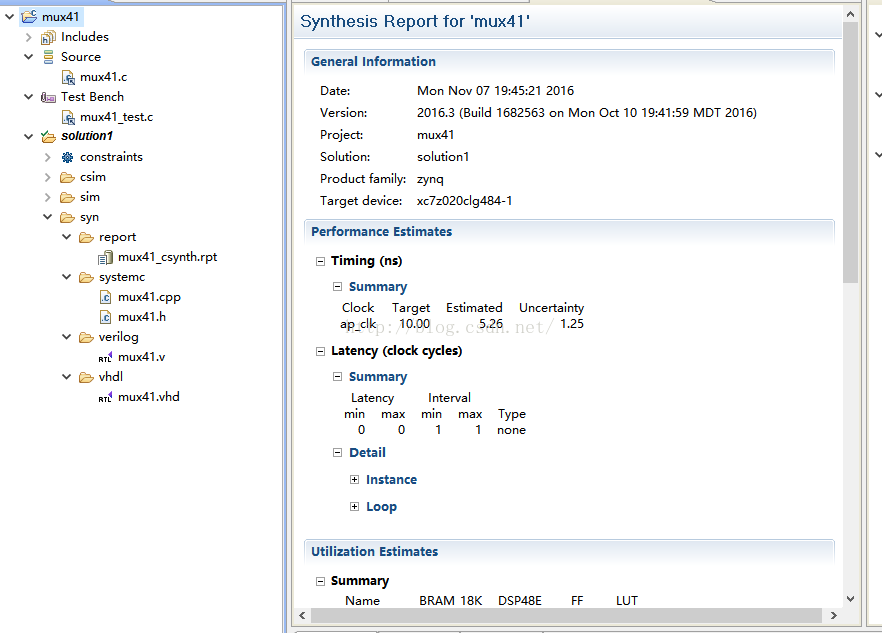 mux41
Includes
Source
mux41.c
Test Bench
mux41_test.c
solution1
constraints
csim
sim
syn
report
mux41_csynth.rpt
systemc
mux41.cpp
mux41.h
verilog
mux41.v
vhdl
mux41.vhd
Synthesis Report for 'mux41'
General Information
Date: Mon Nov 07 19:45:21 2016
Version: 2016.3 (Build 1682563 on Mon Oct 10 19:41:59 MDT 2016)
Project: mux41
Solution: solution1
Product family: zynq
Target device: xc7z020clg484-1
Performance Estimates
Timing (ns)
Summary
Clock Target Estimated Uncertainty
ap_clk 10.00 5.26 1.25
http://blog.csdn.net/
Latency (clock cycles)
Summary
Latency Interval
min max min max Type
0 0 1 1 none
Detail
Instance
Loop
Utilization Estimates
Summary
Name BRAM_18K DSP48E FF LUT